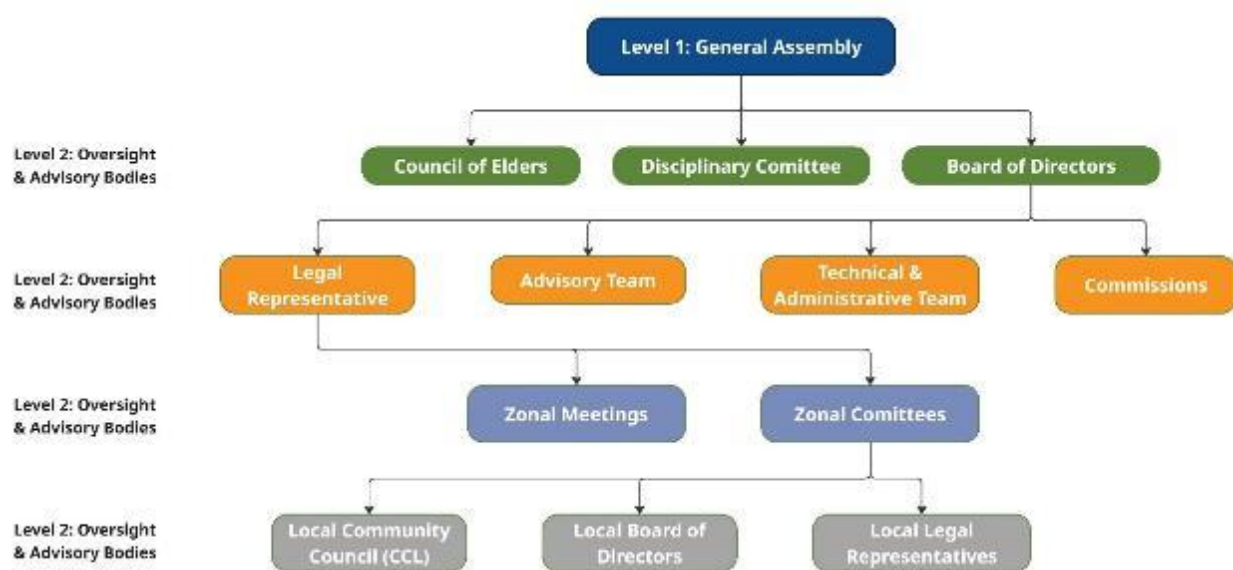 Level 1: General Assembly
Level 2: Oversight
& Advisory Bodies
Council of Elders
Disciplinary Comittee
Board of Directors
Level 2: Oversight
& Advisory Bodies
Legal
Representative
Advisory Team
Technical &
Administrative Team
Commissions
Level 2: Oversight
& Advisory Bodies
Zonal Meetings
Zonal Comittees
Level 2: Oversight
& Advisory Bodies
Local Community
Council (CCL)
Local Board of
Directors
Local Legal
Representatives